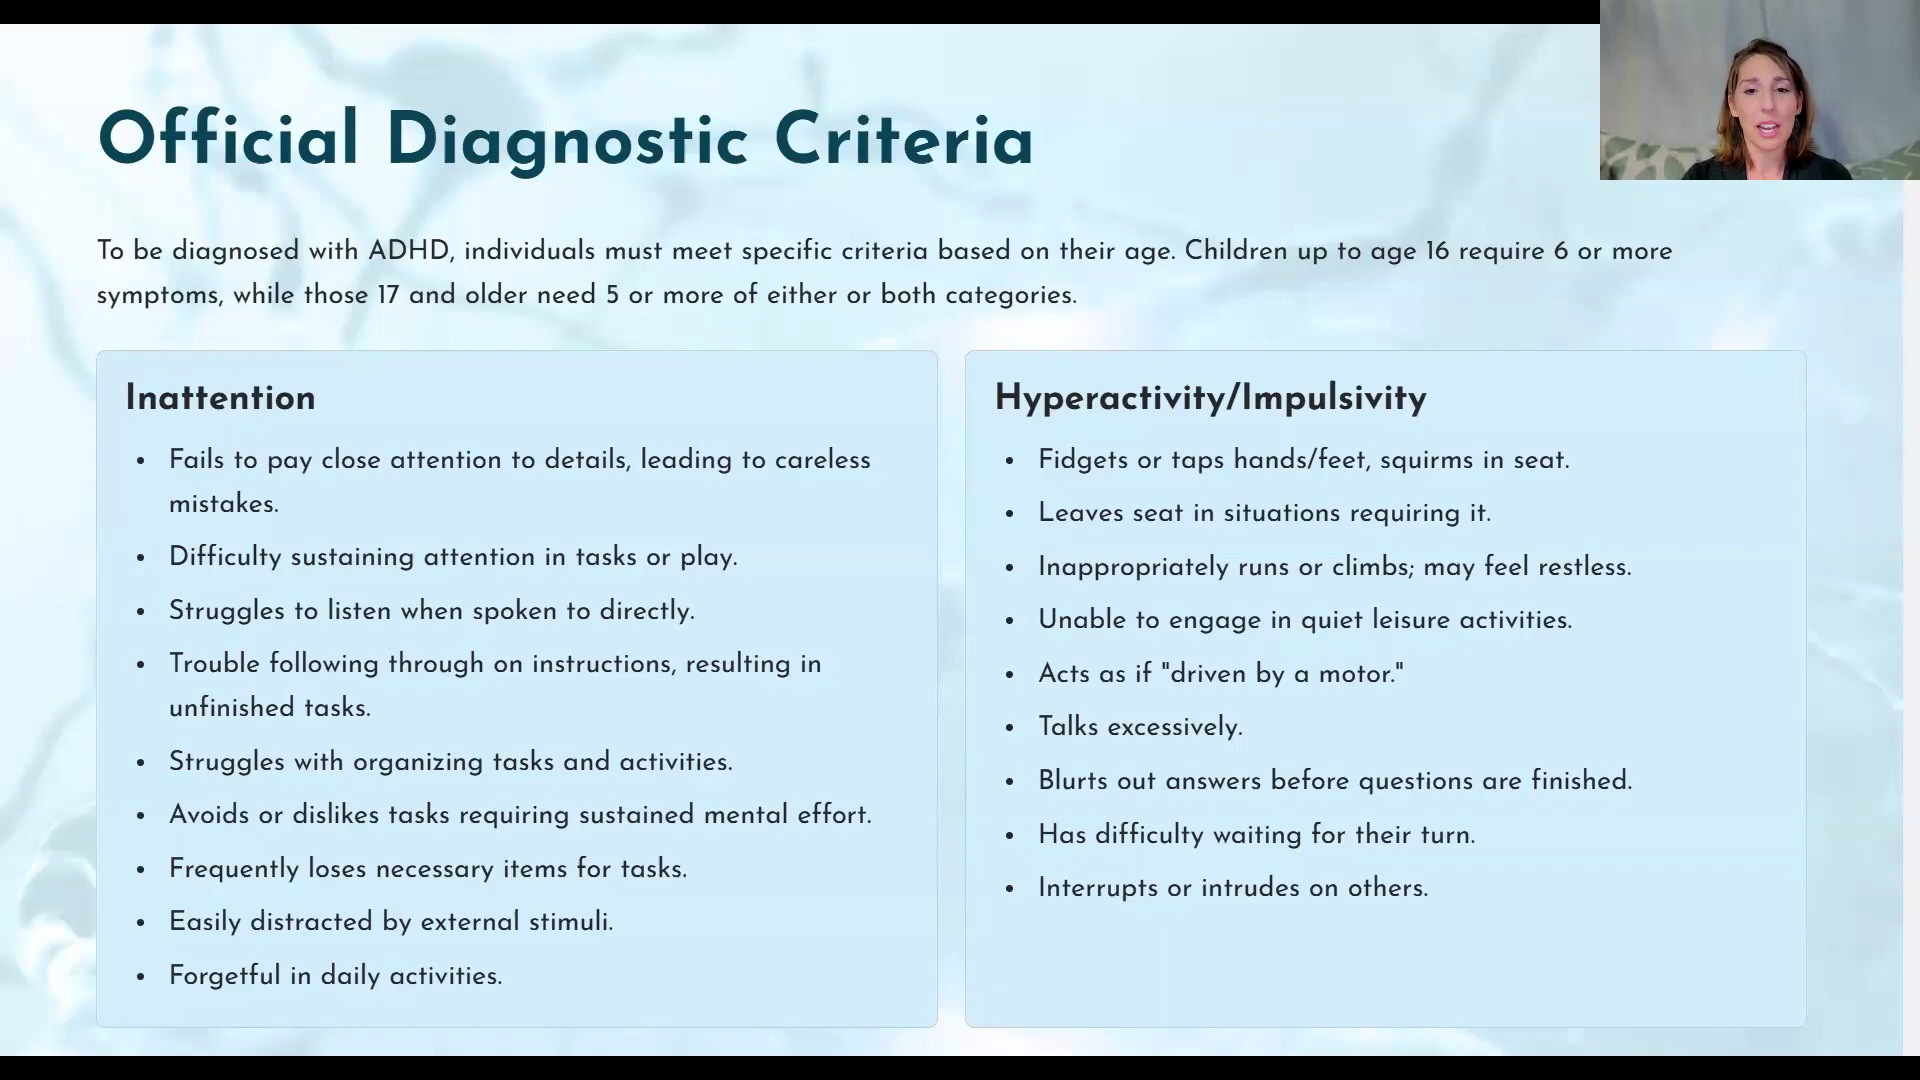 Official Diagnostic Criteria
To be diagnosed with ADHD, individuals must meet specific criteria based on their age. Children up to age 16 require 6 or more
symptoms, while those 17 and older need 5 or more of either or both categories.
Inattention
• Fails to pay close attention to details, leading to careless
mistakes.
• Difficulty sustaining attention in tasks or play.
• Struggles to listen when spoken to directly.
• Trouble following through on instructions, resulting in
unfinished tasks.
• Struggles with organizing tasks and activities.
• Avoids or dislikes tasks requiring sustained mental effort.
• Frequently loses necessary items for tasks.
• Easily distracted by external stimuli.
• Forgetful in daily activities.
Hyperactivity/Impulsivity
• Fidgets or taps hands/feet, squirms in seat.
• Leaves seat in situations requiring it.
• Inappropriately runs or climbs; may feel restless.
• Unable to engage in quiet leisure activities.
• Acts as if "driven by a motor."
• Talks excessively.
• Blurts out answers before questions are finished.
• Has difficulty waiting for their turn.
• Interrupts or intrudes on others.